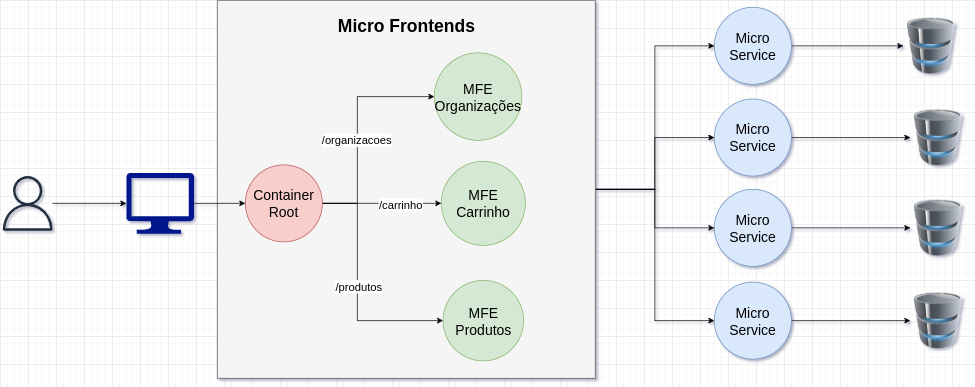 Micro Frontends
MFE
Organizações
/organizacoes
Container
Root
/carrinho
MFE
Carrinho
/produtos
MFE
Produtos
Micro
Service
Micro
Service
Micro
Service
Micro
Service